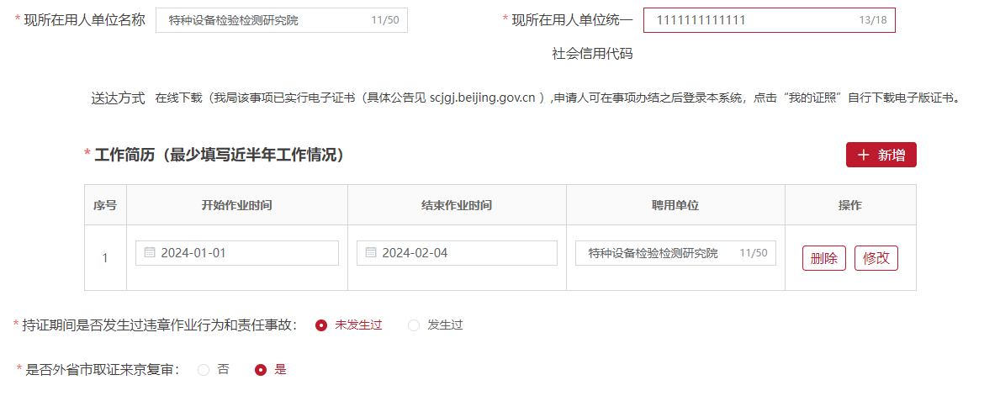 * 现所在用人单位名称 特种设备检验检测研究院 11/50 * 现所在用人单位统一 1111111111111 13/18
社会信用代码
送达方式 在线下载（我局该事项已实行电子证书（具体公告见 scjgj.beijing.gov.cn ）,申请人可在事项办结之后登录本系统，点击“我的证照”自行下载电子版证书。
* 工作简历（最少填写近半年工作情况） + 新增
序号 开始作业时间 结束作业时间 聘用单位 操作
1 2024-01-01 2024-02-04 特种设备检验检测研究院 11/50 删除 修改
* 持证期间是否发生过违章作业行为和责任事故： 未发生过 发生过
* 是否外省市取证来京复审： 否 是